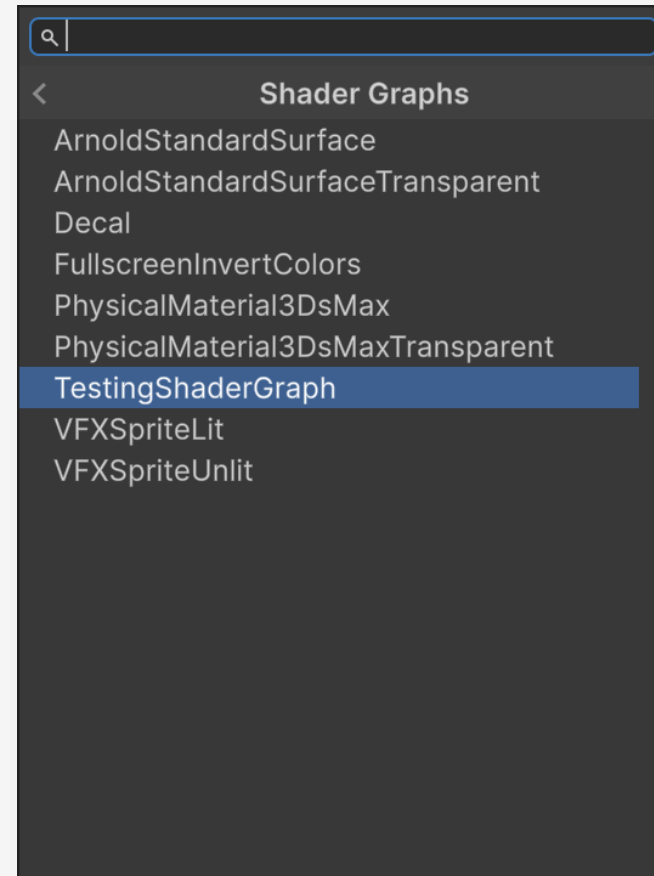 Shader Graphs
ArnoldStandardSurface
ArnoldStandardSurfaceTransparent
Decal
FullscreenInvertColors
PhysicalMaterial3DsMax
PhysicalMaterial3DsMaxTransparent
TestingShaderGraph
VFXSpriteLit
VFXSpriteUnlit